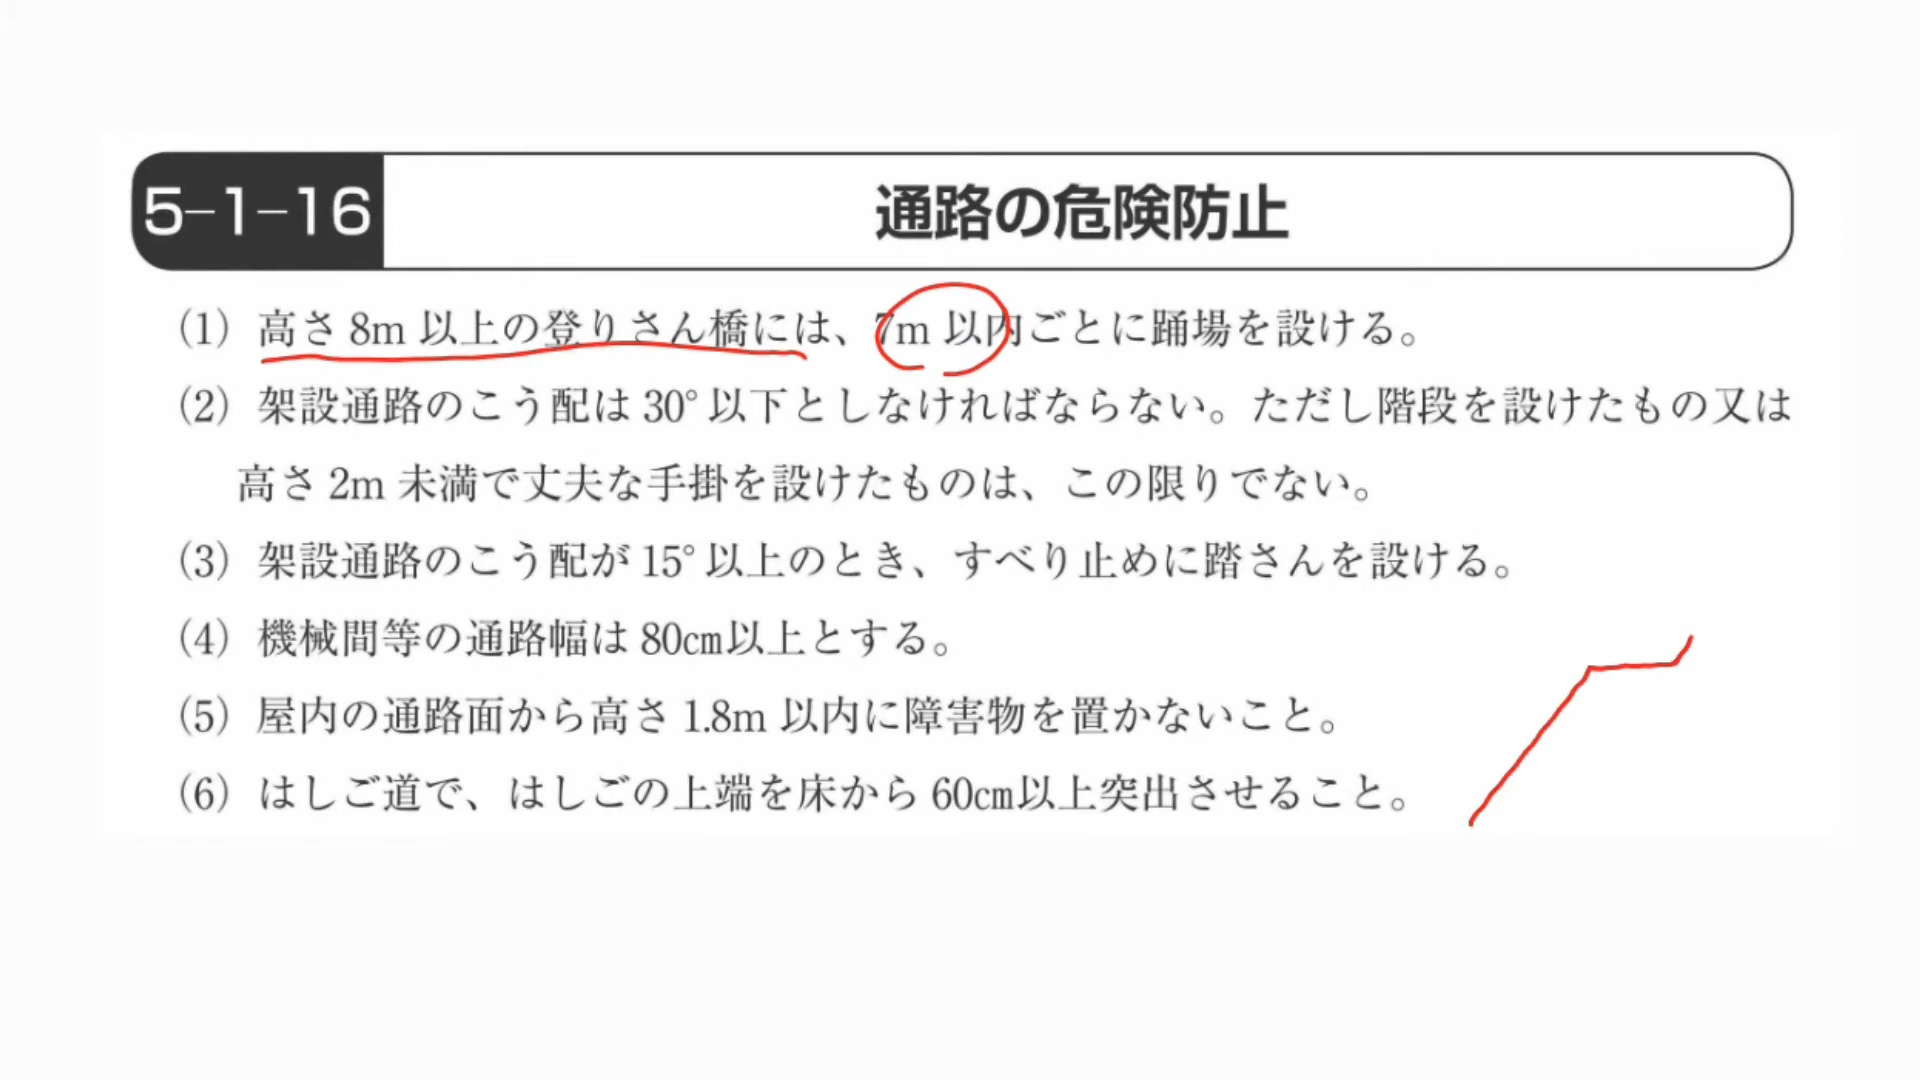 5-1-16 通路の危険防止
(1) 高さ 8m 以上の登りさん橋には、7m 以内ごとに踊場を設ける。
(2) 架設通路のこう配は 30° 以下としなければならない。ただし階段を設けたもの又は
高さ 2m 未満で丈夫な手掛を設けたものは、この限りでない。
(3) 架設通路のこう配が 15° 以上のとき、すべり止めに踏さんを設ける。
(4) 機械間等の通路幅は 80cm以上とする。
(5) 屋内の通路面から高さ 1.8m 以内に障害物を置かないこと。
(6) はしご道で、はしごの上端を床から 60cm以上突出させること。